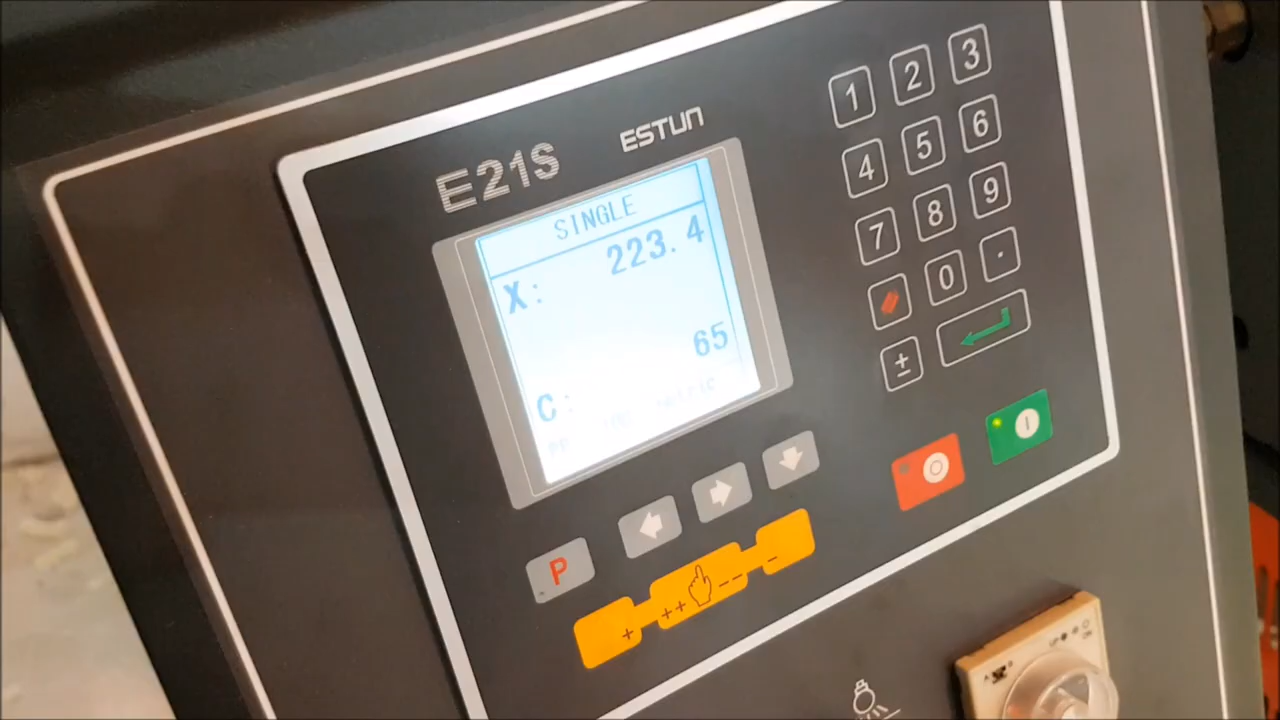 E21S
ESTUN
SINGLE
X: 223.4
C: 65
1 2 3
4 5 6
7 8 9
0 .
±
P
+ ++ -- -